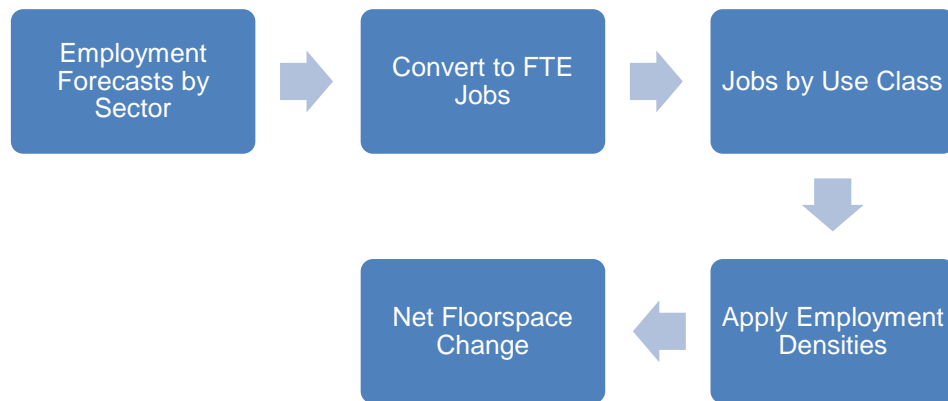 Employment
Forecasts by
Sector
Convert to FTE
Jobs
Jobs by Use Class
Apply Employment
Densities
Net Floorspace
Change